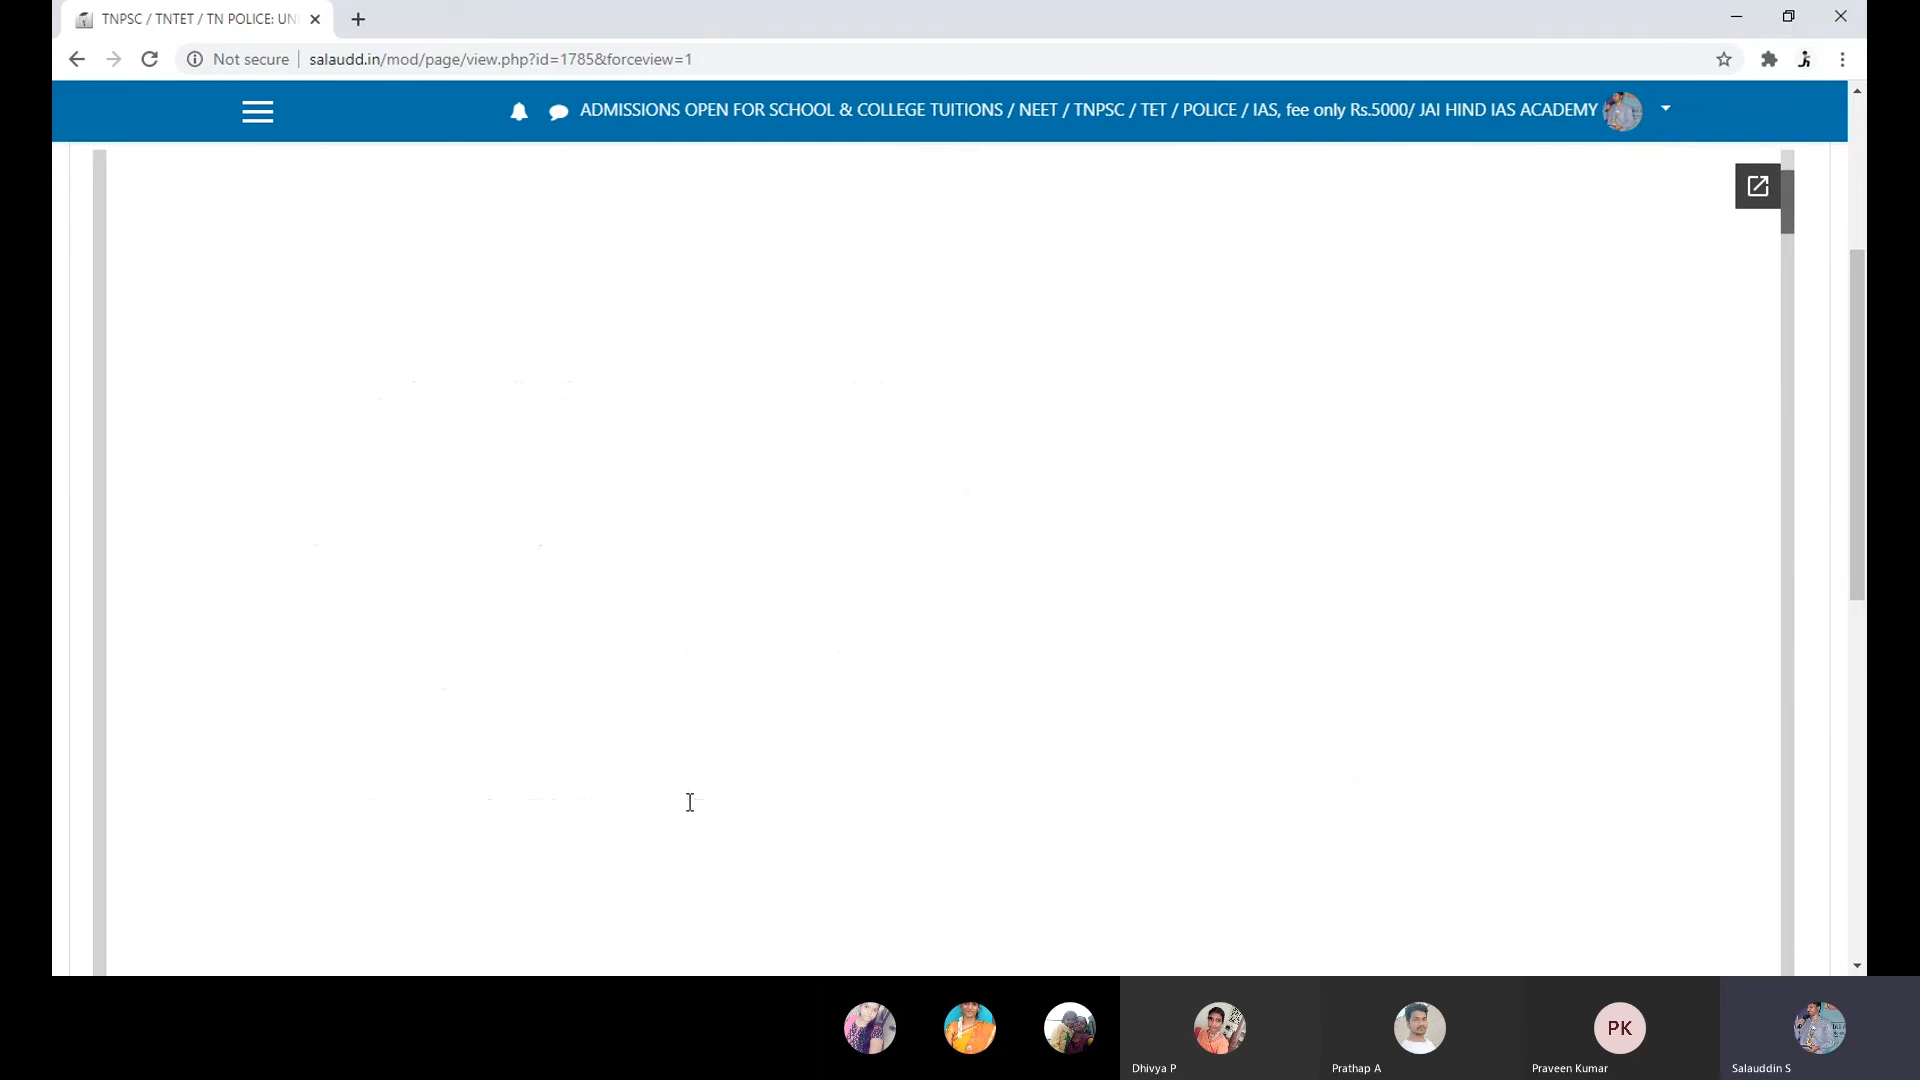 TNPSC / TNTET / TN POLICE: UNI
Not secure
salaudd.in/mod/page/view.php?id=1785&forceview=1
ADMISSIONS OPEN FOR SCHOOL & COLLEGE TUITIONS / NEET / TNPSC / TET / POLICE / IAS, fee only Rs.5000/ JAI HIND IAS ACADEMY
PK
Dhivya P
Prathap A
Praveen Kumar
Salauddin S